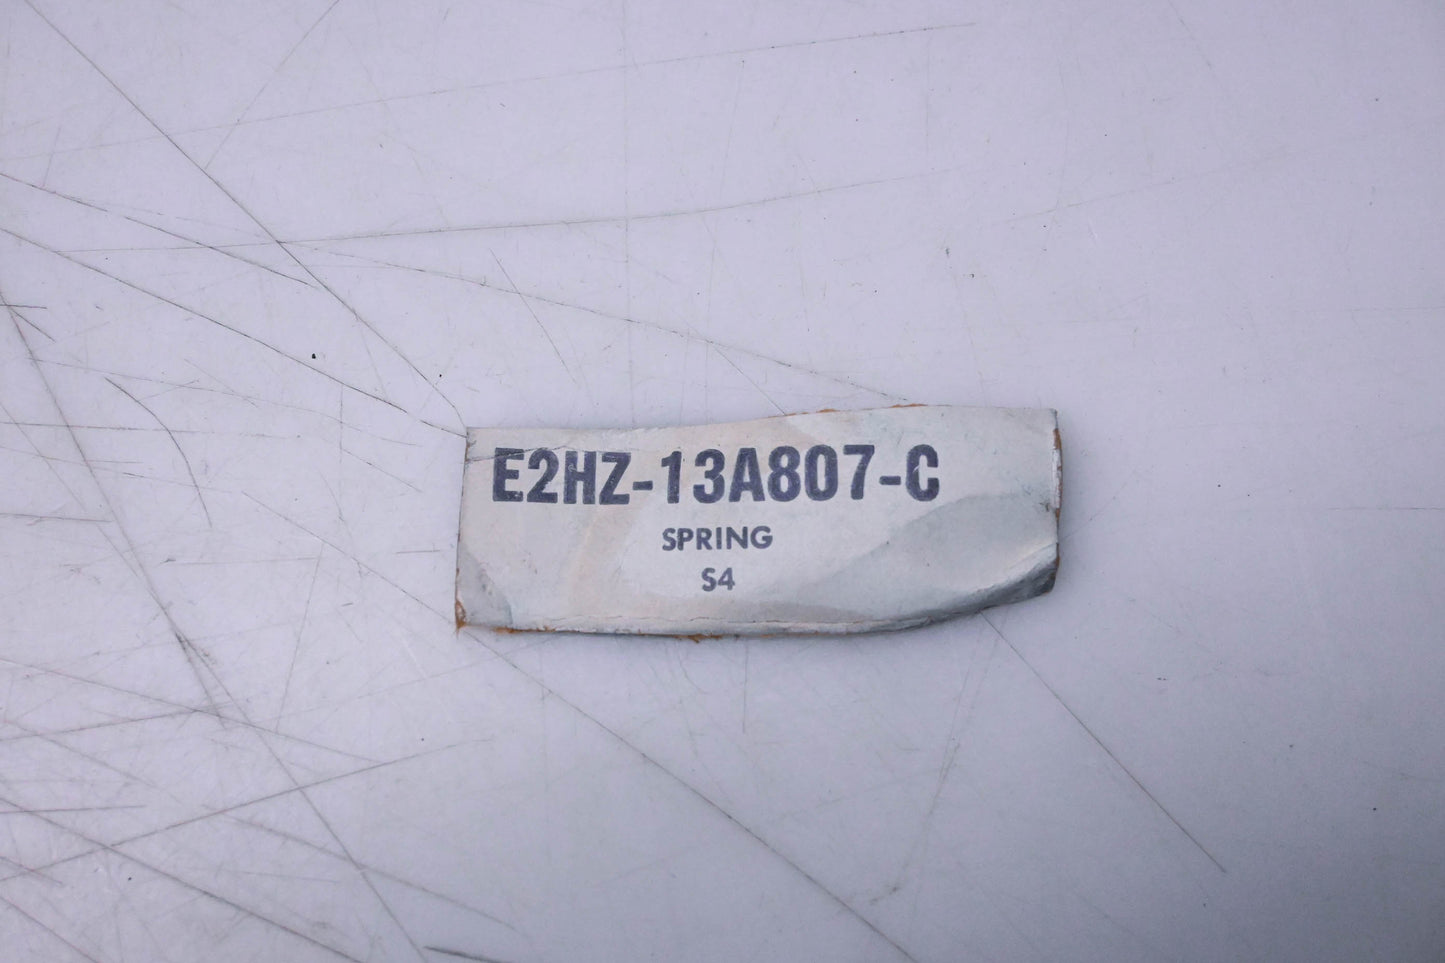 E2HZ-13A807-C
SPRING
S4